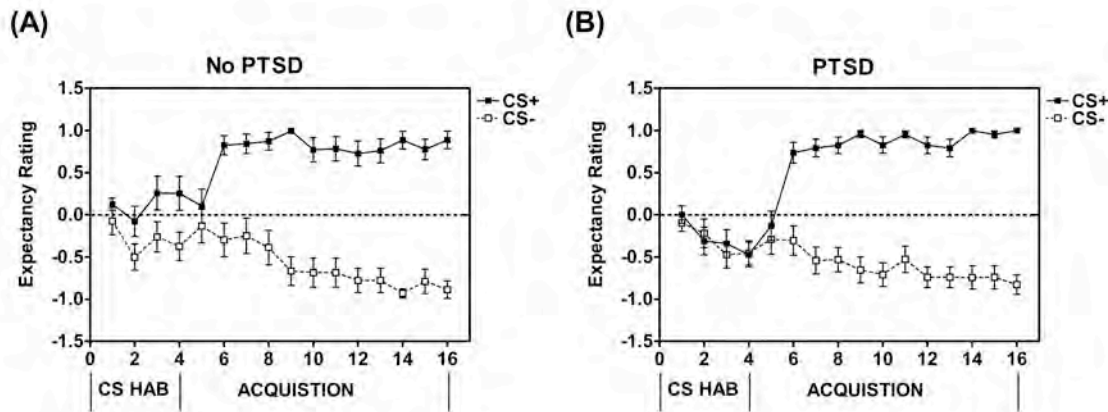 (A)
No PTSD
1.5
1.0
0.5
0.0
-0.5
-1.0
-1.5
Expectancy Rating
CS+
CS-
0 2 4 6 8 10 12 14 16
CS HAB ACQUISTION
(B)
PTSD
1.5
1.0
0.5
0.0
-0.5
-1.0
-1.5
Expectancy Rating
CS+
CS-
0 2 4 6 8 10 12 14 16
CS HAB ACQUISTION